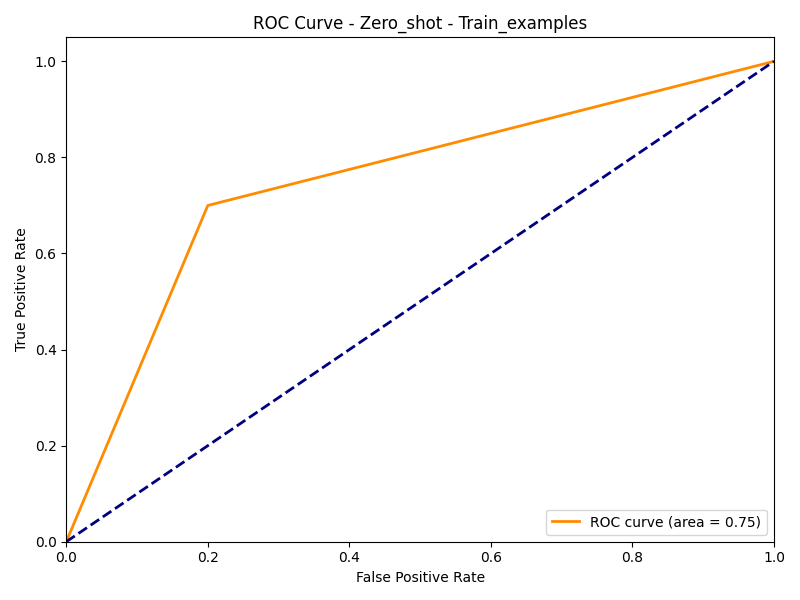 ROC Curve - Zero_shot - Train_examples
True Positive Rate
1.0
0.8
0.6
0.4
0.2
0.0
0.0 0.2 0.4 0.6 0.8 1.0
False Positive Rate
ROC curve (area = 0.75)